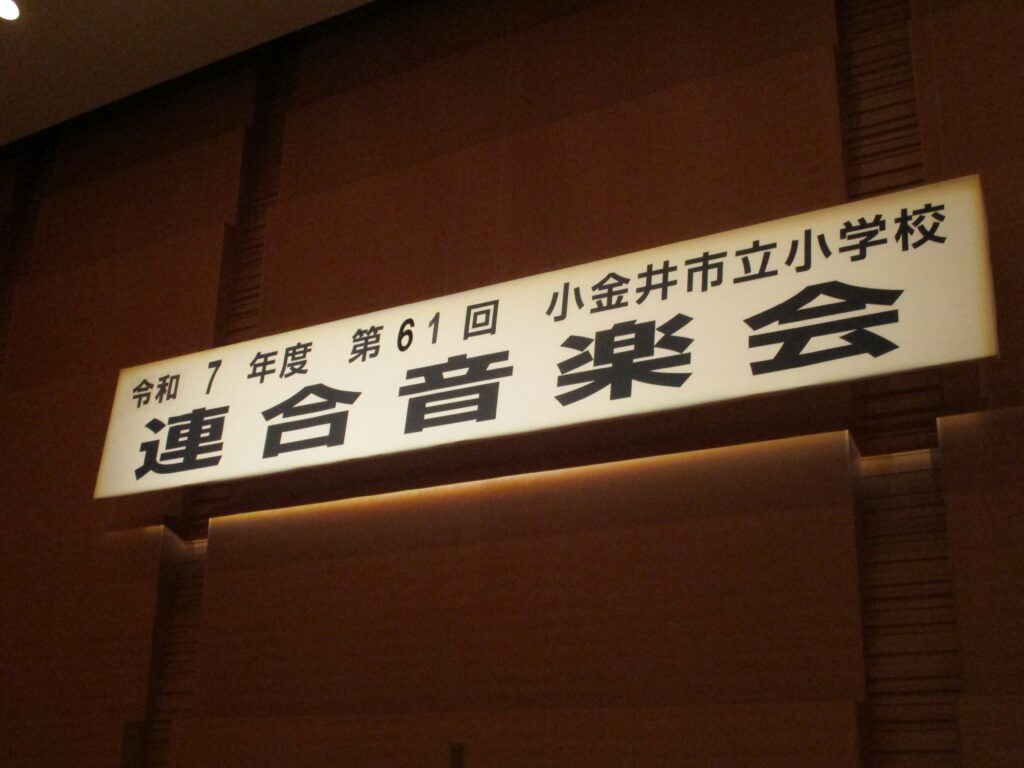 令和 7 年度 第61回 小金井市立小学校
連合音楽会